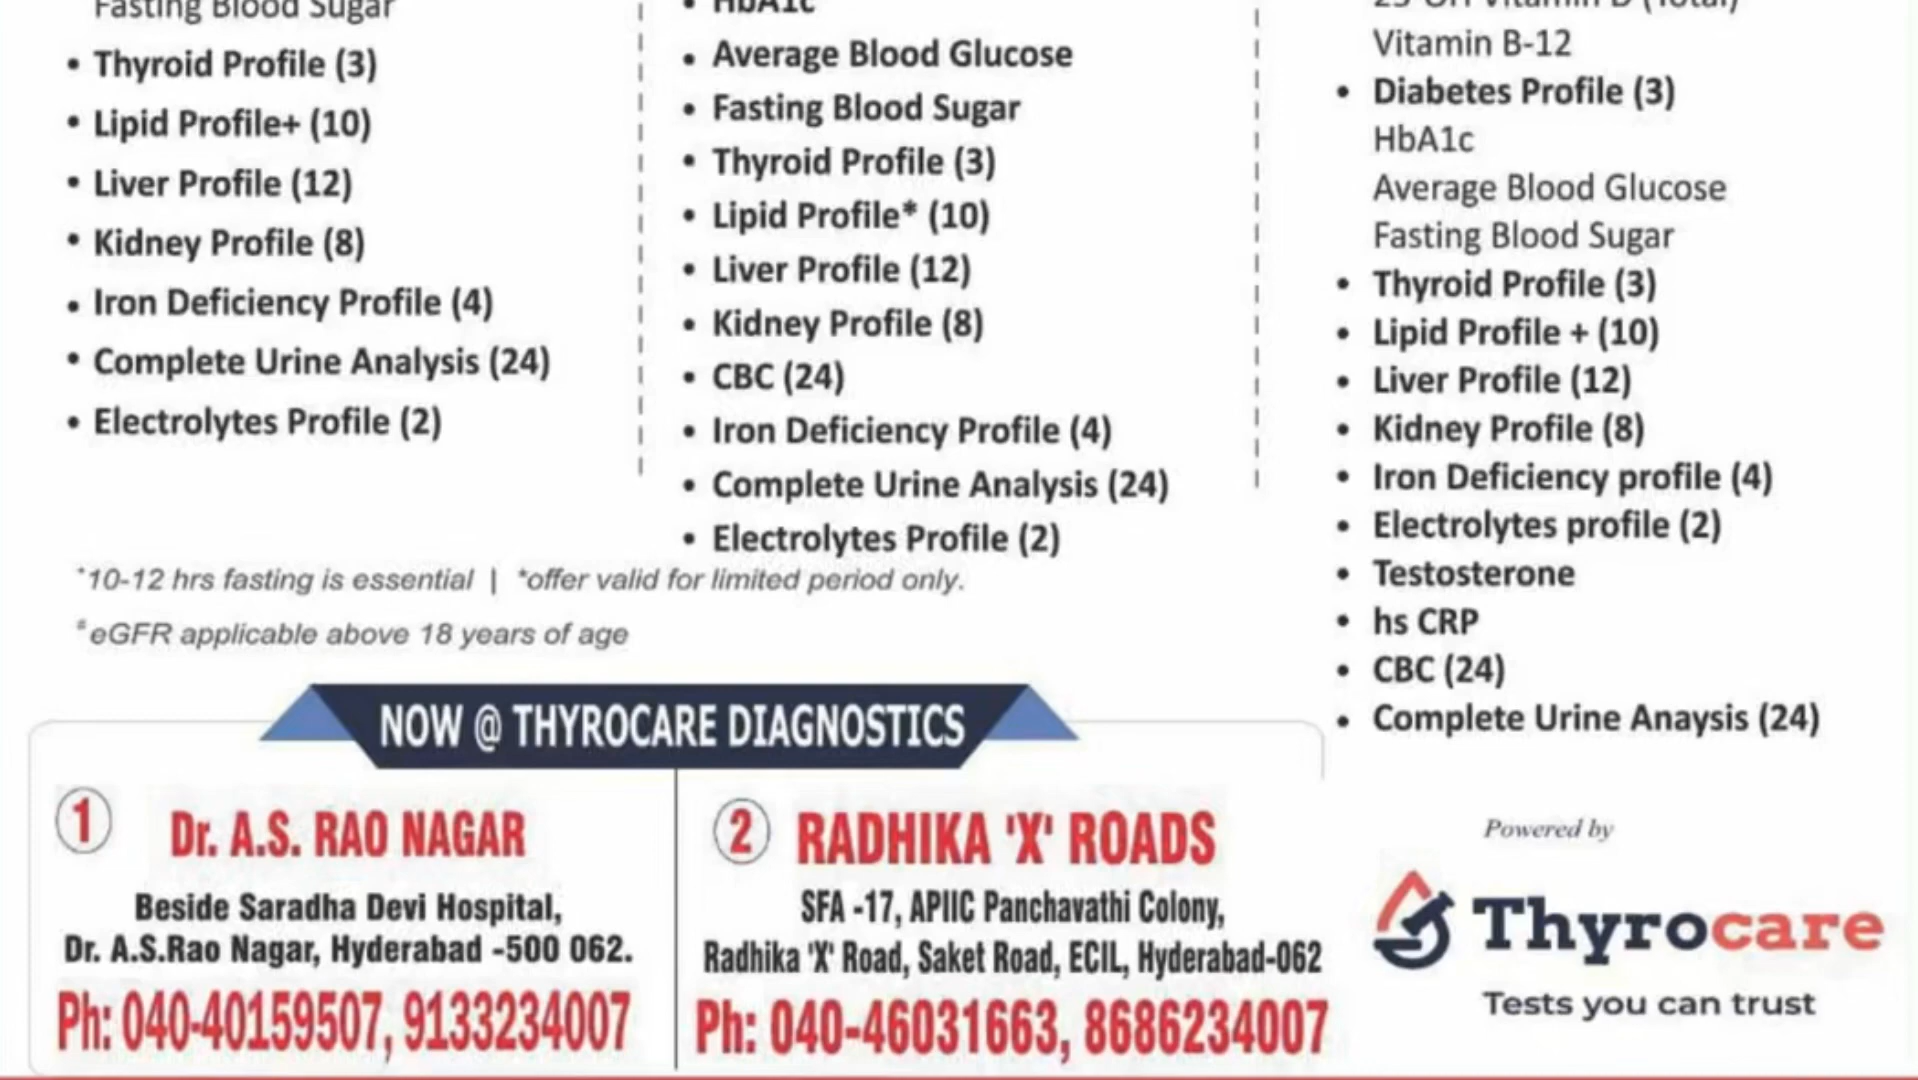 Fasting Blood Sugar
• Thyroid Profile (3)
• Lipid Profile+ (10)
• Liver Profile (12)
• Kidney Profile (8)
• Iron Deficiency Profile (4)
• Complete Urine Analysis (24)
• Electrolytes Profile (2)
• HbA1c
• Average Blood Glucose
• Fasting Blood Sugar
• Thyroid Profile (3)
• Lipid Profile* (10)
• Liver Profile (12)
• Kidney Profile (8)
• CBC (24)
• Iron Deficiency Profile (4)
• Complete Urine Analysis (24)
• Electrolytes Profile (2)
25-OH Vitamin D (Total)
Vitamin B-12
• Diabetes Profile (3)
HbA1c
Average Blood Glucose
Fasting Blood Sugar
• Thyroid Profile (3)
• Lipid Profile + (10)
• Liver Profile (12)
• Kidney Profile (8)
• Iron Deficiency profile (4)
• Electrolytes profile (2)
• Testosterone
• hs CRP
• CBC (24)
• Complete Urine Anaysis (24)
*10-12 hrs fasting is essential | *offer valid for limited period only.
#eGFR applicable above 18 years of age
NOW @ THYROCARE DIAGNOSTICS
1 Dr. A.S. RAO NAGAR
Beside Saradha Devi Hospital,
Dr. A.S.Rao Nagar, Hyderabad -500 062.
Ph: 040-40159507, 9133234007
2 RADHIKA 'X' ROADS
SFA -17, APIIC Panchavathi Colony,
Radhika 'X' Road, Saket Road, ECIL, Hyderabad-062
Ph: 040-46031663, 8686234007
Powered by
Thyrocare
Tests you can trust